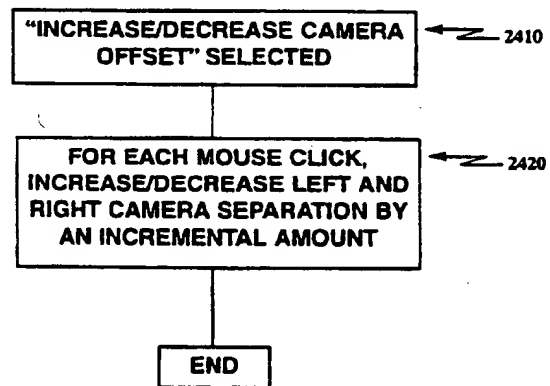 “INCREASE/DECREASE CAMERA
OFFSET” SELECTED
2410
FOR EACH MOUSE CLICK,
INCREASE/DECREASE LEFT AND
RIGHT CAMERA SEPARATION BY
AN INCREMENTAL AMOUNT
2420
END